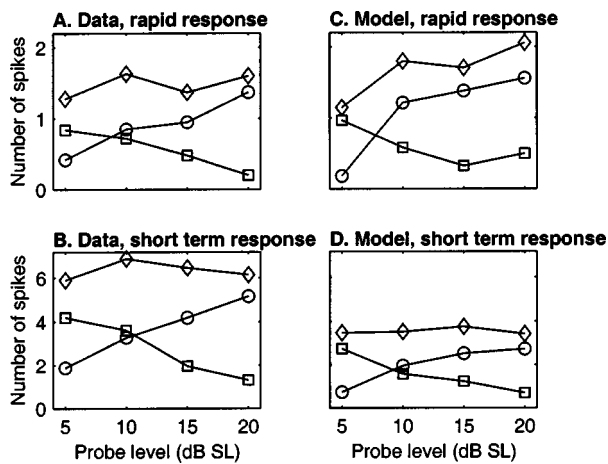 A. Data, rapid response
C. Model, rapid response
2
1
0
Number of spikes
B. Data, short term response
D. Model, short term response
6
4
2
0
Number of spikes
5 10 15 20
5 10 15 20
Probe level (dB SL)
Probe level (dB SL)